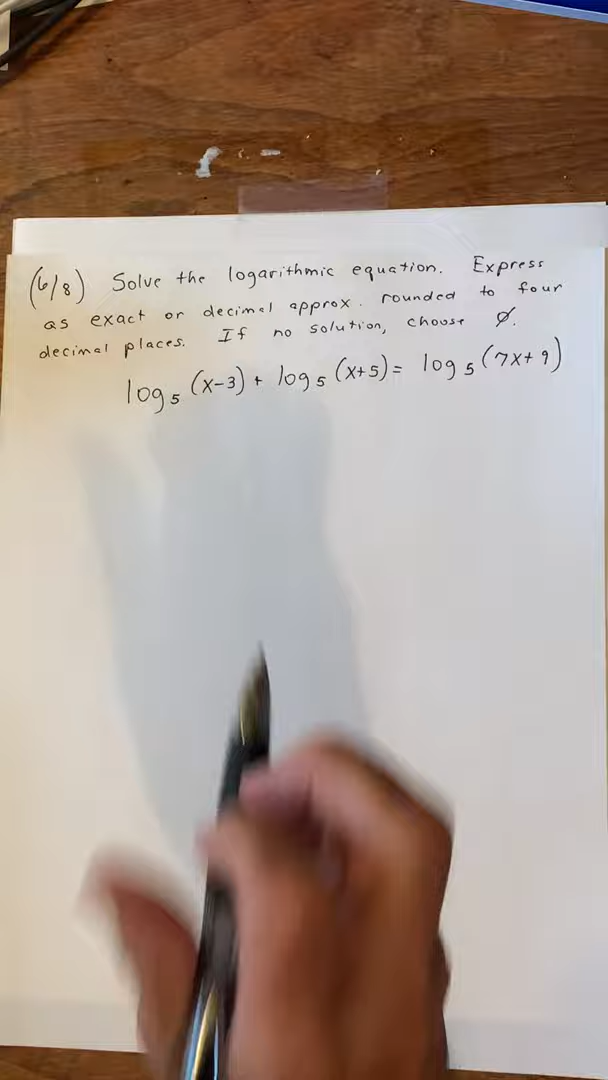 (6/8) Solve the logarithmic equation. Express
as exact or decimal approx. rounded to four
decimal places. If no solution, choose ∅.
log₅(x-3) + log₅(x+5) = log₅(7x+9)